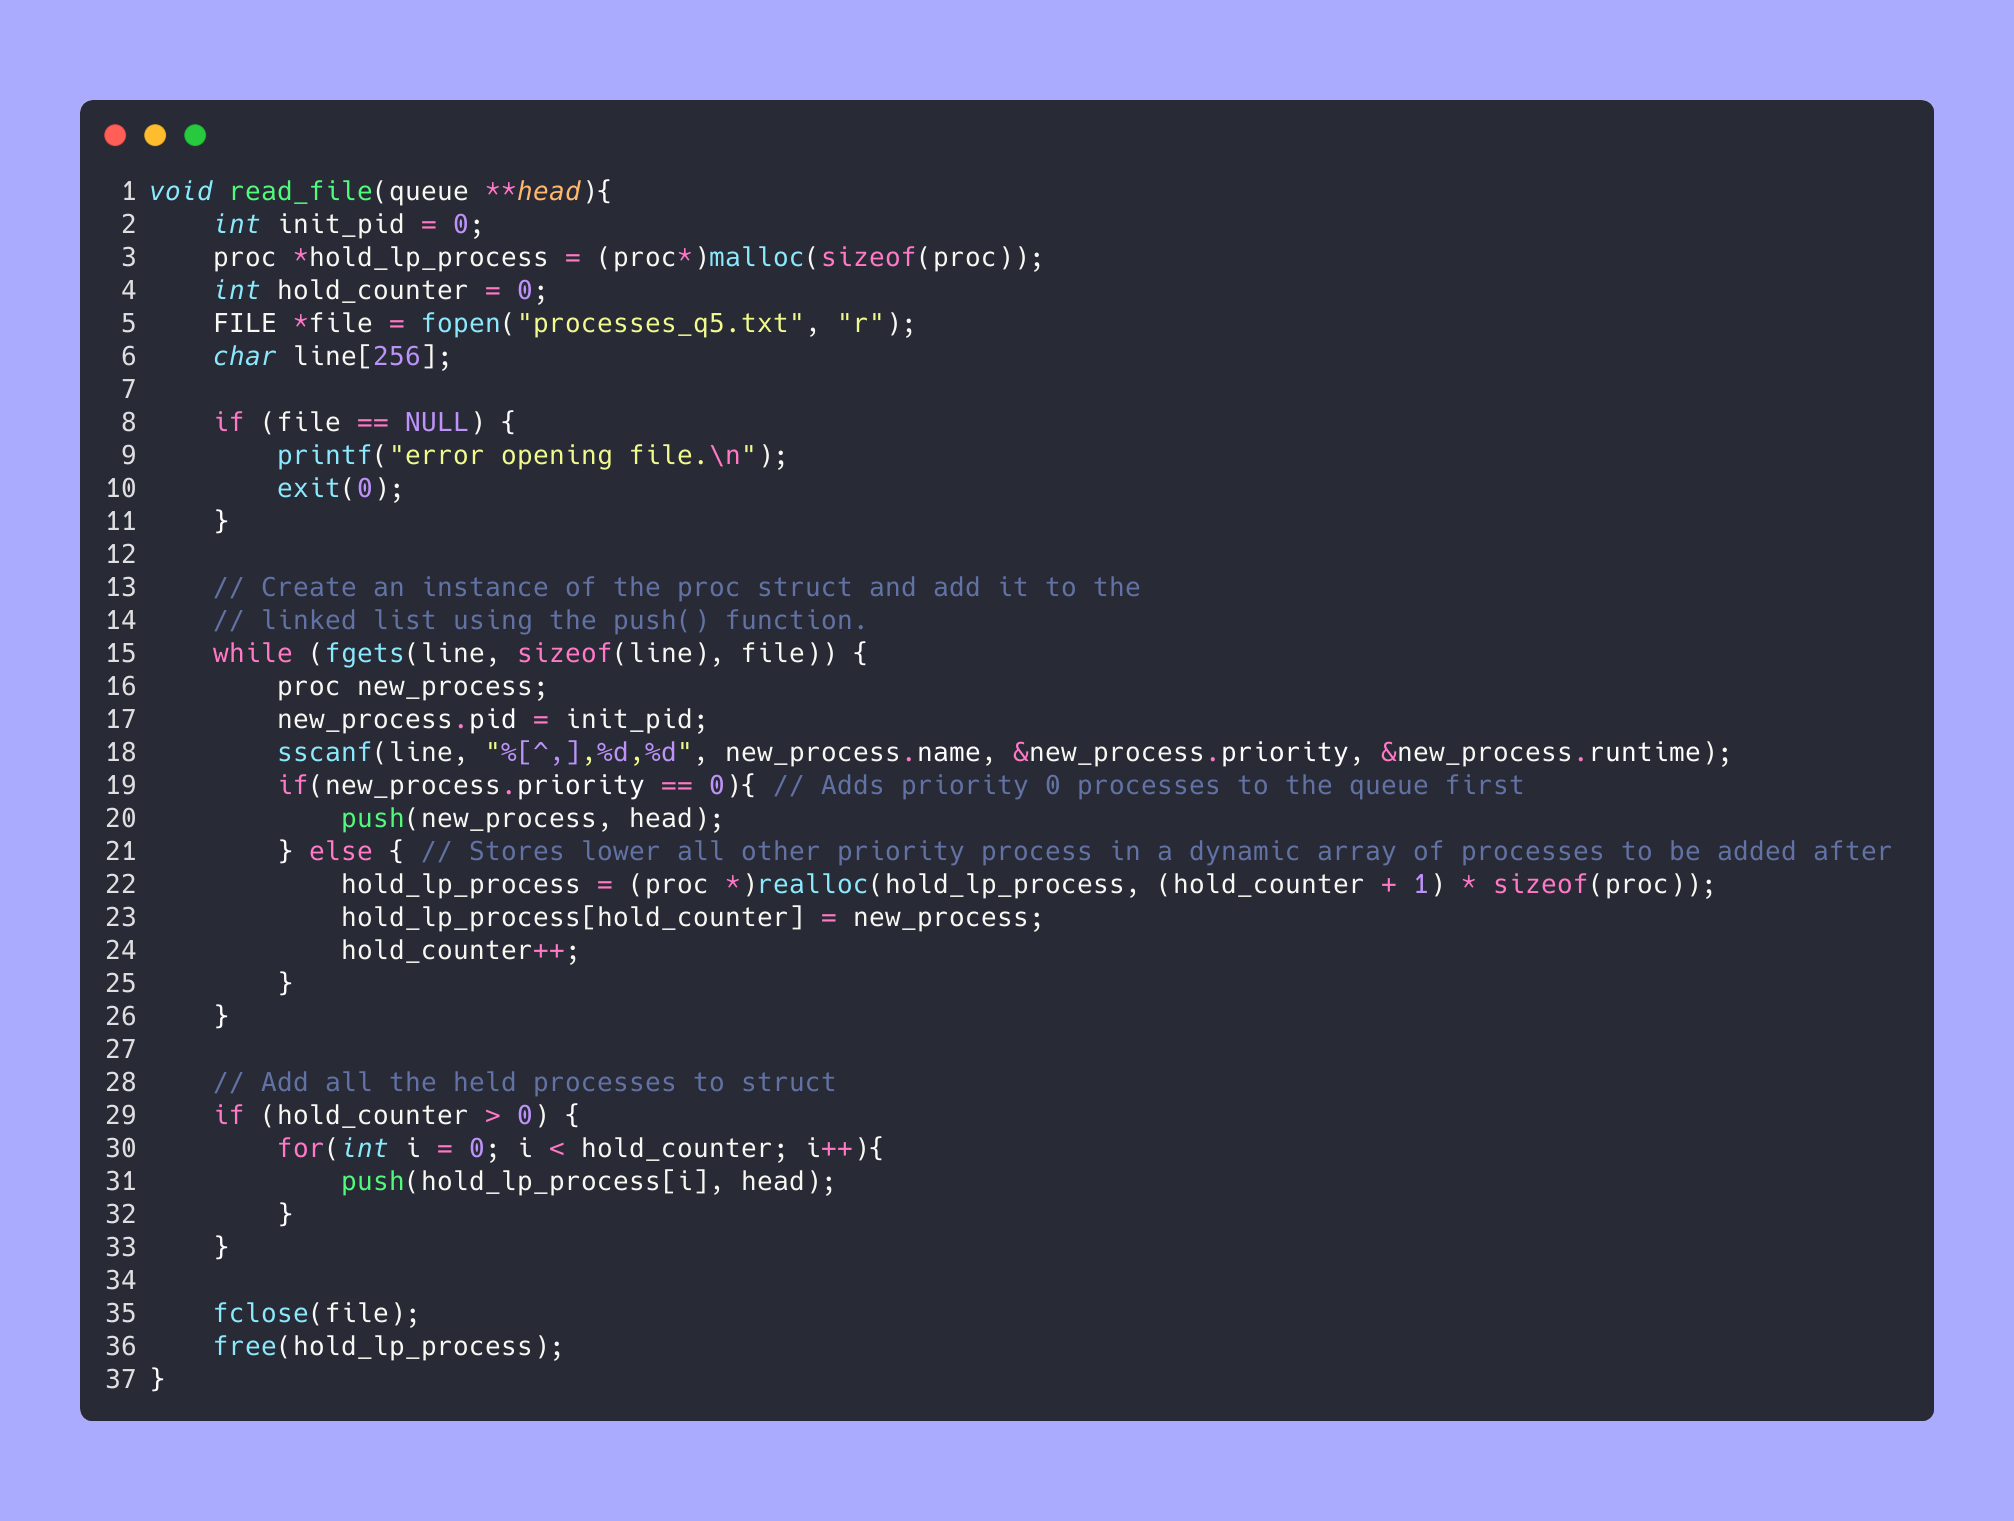 1 void read_file(queue **head){
2     int init_pid = 0;
3     proc *hold_lp_process = (proc*)malloc(sizeof(proc));
4     int hold_counter = 0;
5     FILE *file = fopen("processes_q5.txt", "r");
6     char line[256];
7
8     if (file == NULL) {
9         printf("error opening file.\n");
10         exit(0);
11     }
12
13     // Create an instance of the proc struct and add it to the
14     // linked list using the push() function.
15     while (fgets(line, sizeof(line), file)) {
16         proc new_process;
17         new_process.pid = init_pid;
18         sscanf(line, "%[^,],%d,%d", new_process.name, &new_process.priority, &new_process.runtime);
19         if(new_process.priority == 0){ // Adds priority 0 processes to the queue first
20             push(new_process, head);
21         } else { // Stores lower all other priority process in a dynamic array of processes to be added after
22             hold_lp_process = (proc *)realloc(hold_lp_process, (hold_counter + 1) * sizeof(proc));
23             hold_lp_process[hold_counter] = new_process;
24             hold_counter++;
25         }
26     }
27
28     // Add all the held processes to struct
29     if (hold_counter > 0) {
30         for(int i = 0; i < hold_counter; i++){
31             push(hold_lp_process[i], head);
32         }
33     }
34
35     fclose(file);
36     free(hold_lp_process);
37 }